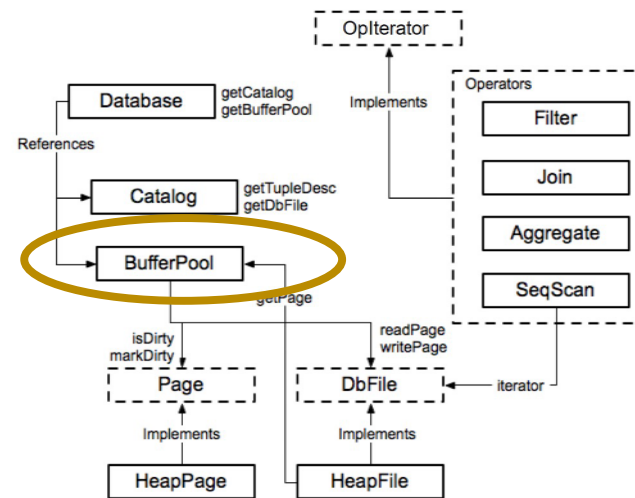 OpIterator
Database
getCatalog
getBufferPool
Implements
Operators
Filter
References
Join
Catalog
getTupleDesc
getDbFile
Aggregate
BufferPool
SeqScan
getPage
isDirty
markDirty
readPage
writePage
Page
DbFile
iterator
Implements
Implements
HeapPage
HeapFile